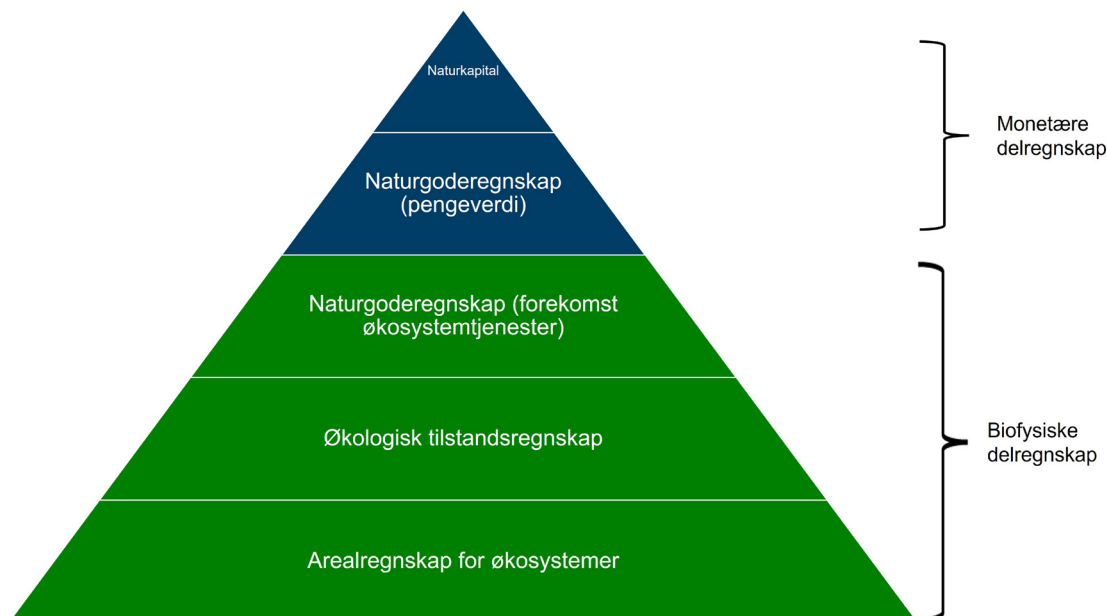 Naturkapital
Naturgoderegnskap
(pengeverdi)
Naturgoderegnskap (forekomst
økosystemtjenester)
Økologisk tilstandsregnskap
Arealregnskap for økosystemer
Monetære
delregnskap
Biofysiske
delregnskap